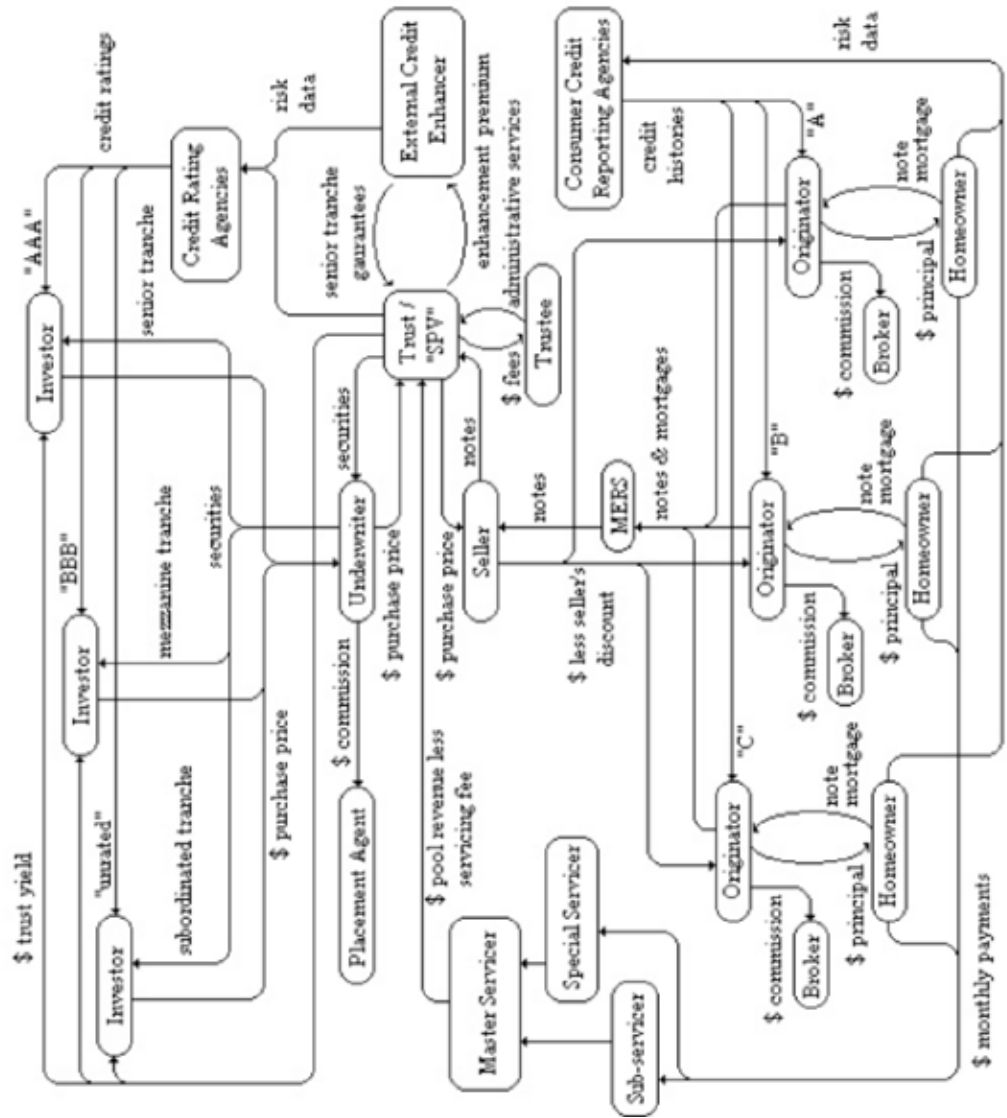 $ trust yield
"unrated"
"BBB"
"AAA"
credit ratings
Investor
Investor
Investor
subordinated tranche
mezzanine tranche
senior tranche
Credit Rating
Agencies
securities
$ purchase price
risk
data
Placement Agent
$ commission
Underwriter
securities
Trust /
"SPV"
senior tranche
gaurantees
External Credit
Enhancer
$ purchase price
enhancement premium
$ pool revenue less
servicing fee
$ purchase price
notes
$ fees
administrative services
Master Servicer
Seller
Trustee
Special Servicer
$ less seller's
discount
notes
MERS
notes & mortgages
Consumer Credit
Reporting Agencies
credit
histories
Sub-servicer
"C"
"B"
"A"
Originator
Originator
Originator
$ commission
$ commission
$ commission
Broker
Broker
Broker
$ principal
$ principal
$ principal
note
mortgage
note
mortgage
note
mortgage
Homeowner
Homeowner
Homeowner
risk
data
$ monthly payments